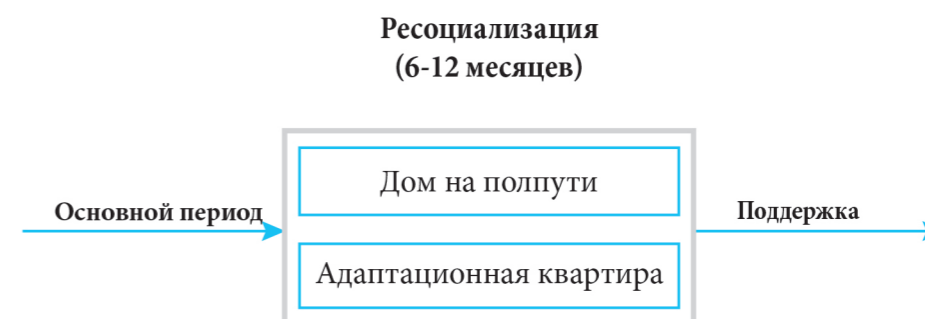 Ресоциализация
(6-12 месяцев)
Дом на полпути
Основной период
Поддержка
Адаптационная квартира